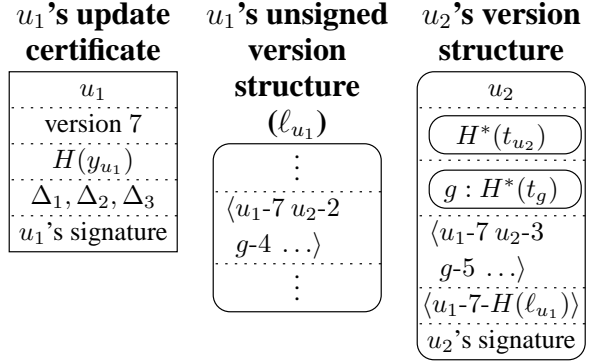 u₁'s update
certificate
u₁
version 7
H(y_{u₁})
Δ₁, Δ₂, Δ₃
u₁'s signature
u₁'s unsigned
version
structure
(ℓ_{u₁})
⋮
⟨u₁-7 u₂-2
g-4 …⟩
⋮
u₂'s version
structure
u₂
H*(t_{u₂})
g : H*(t_g)
⟨u₁-7 u₂-3
g-5 …⟩
⟨u₁-7-H(ℓ_{u₁})⟩
u₂'s signature